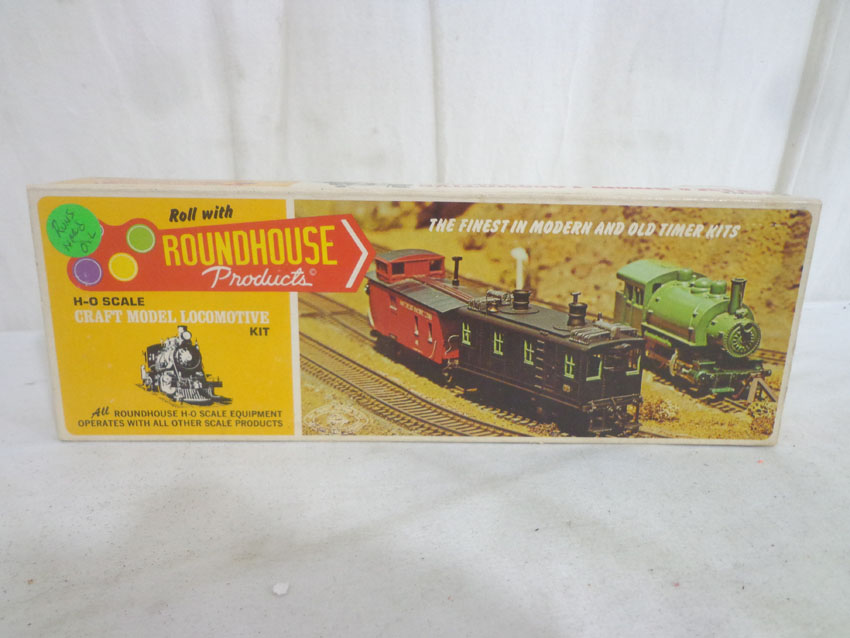 Roll with
ROUNDHOUSE
Products©
H-O SCALE
CRAFT MODEL LOCOMOTIVE
KIT
All ROUNDHOUSE H-O SCALE EQUIPMENT
OPERATES WITH ALL OTHER SCALE PRODUCTS
THE FINEST IN MODERN AND OLD TIMER KITS